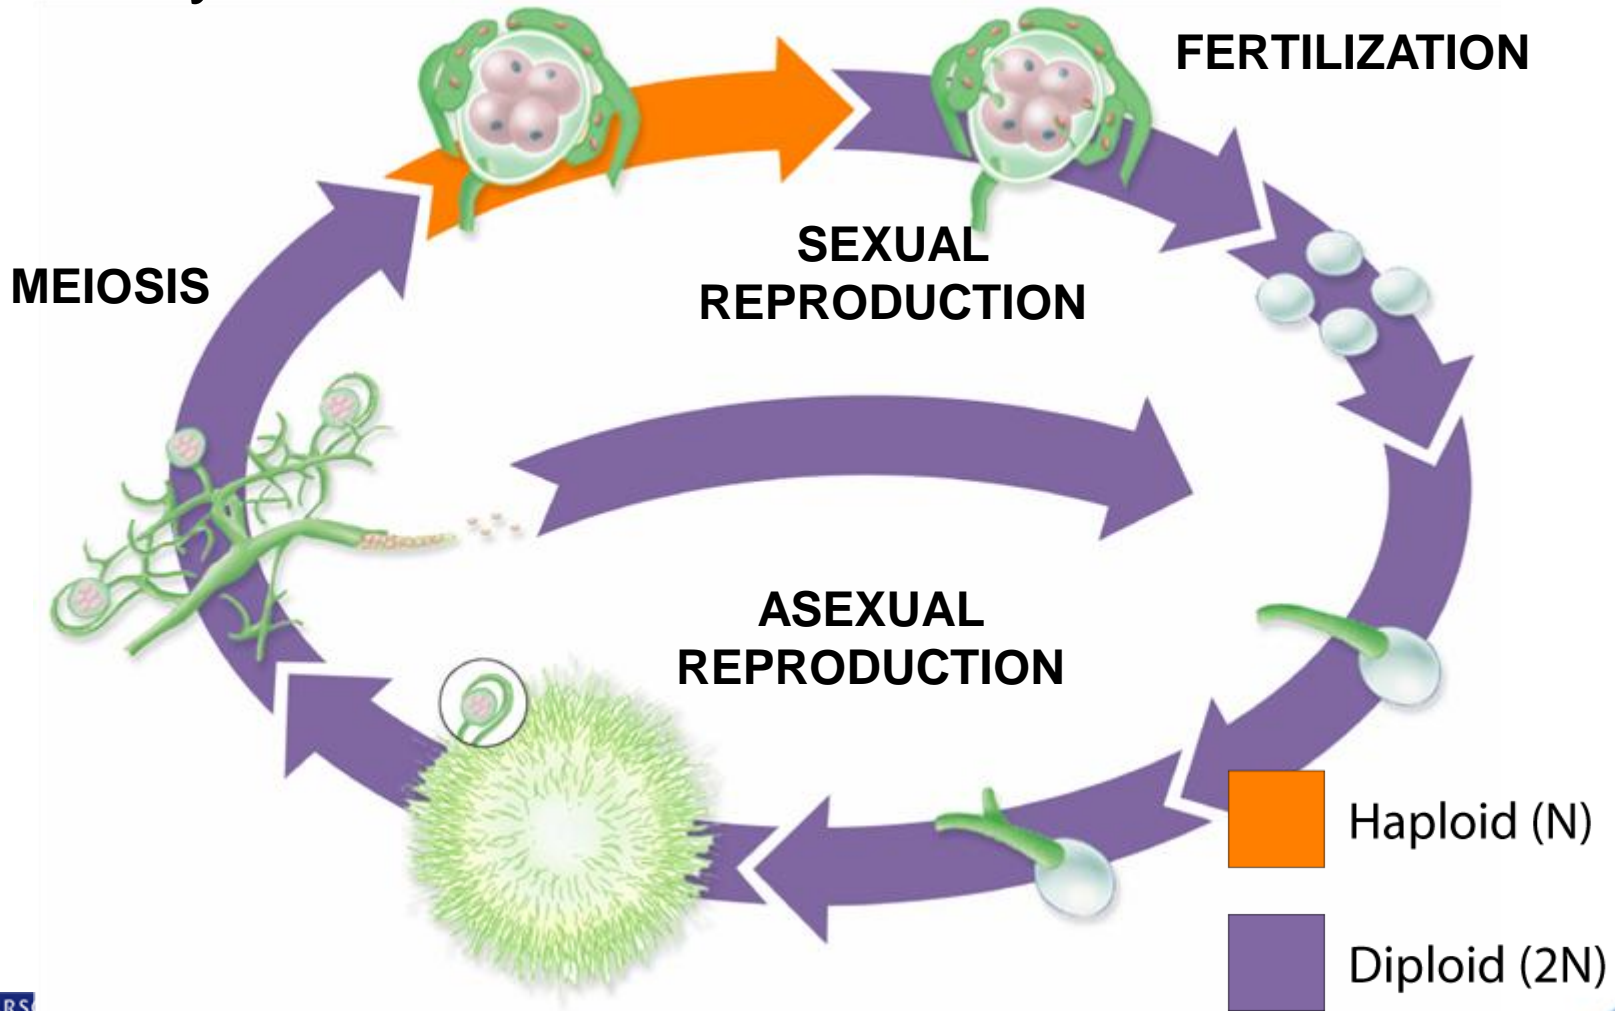 FERTILIZATION
MEIOSIS
SEXUAL
REPRODUCTION
ASEXUAL
REPRODUCTION
Haploid (N)
Diploid (2N)